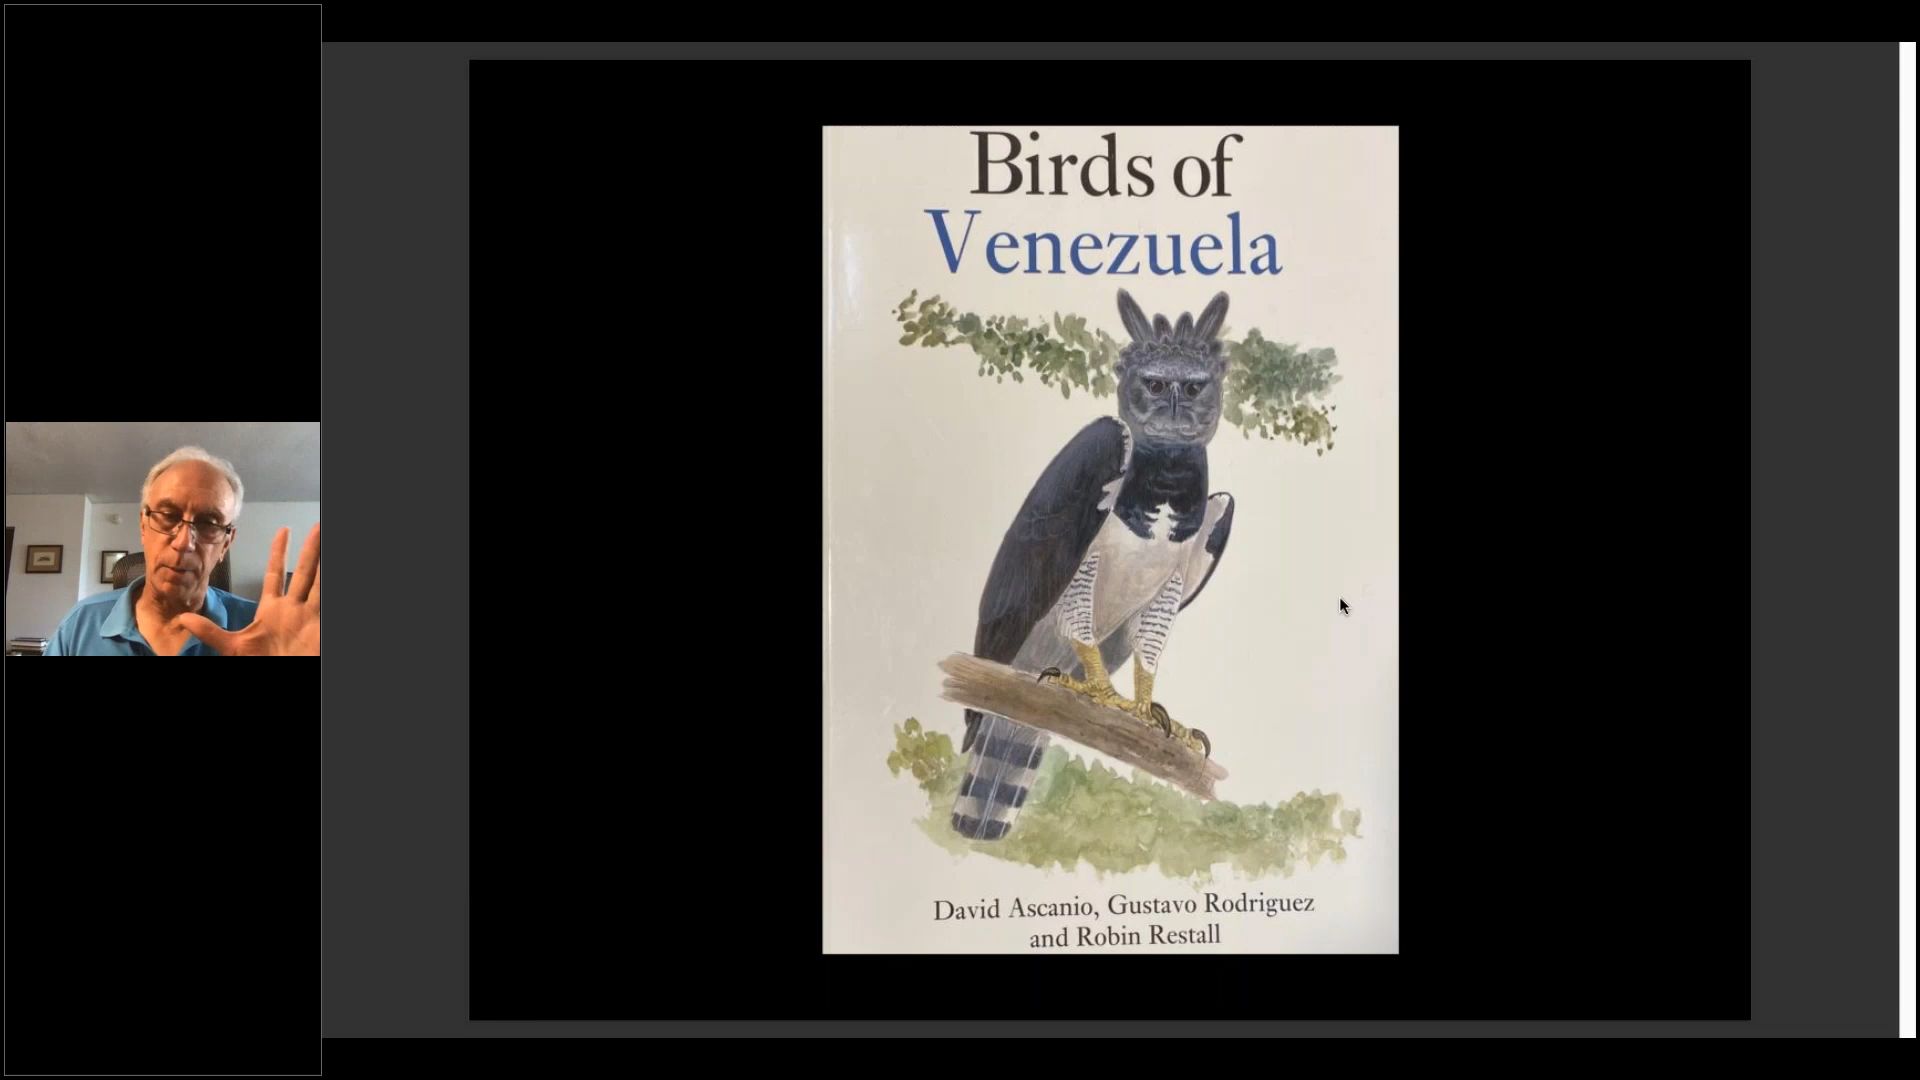 Birds of
Venezuela
David Ascanio, Gustavo Rodriguez
and Robin Restall